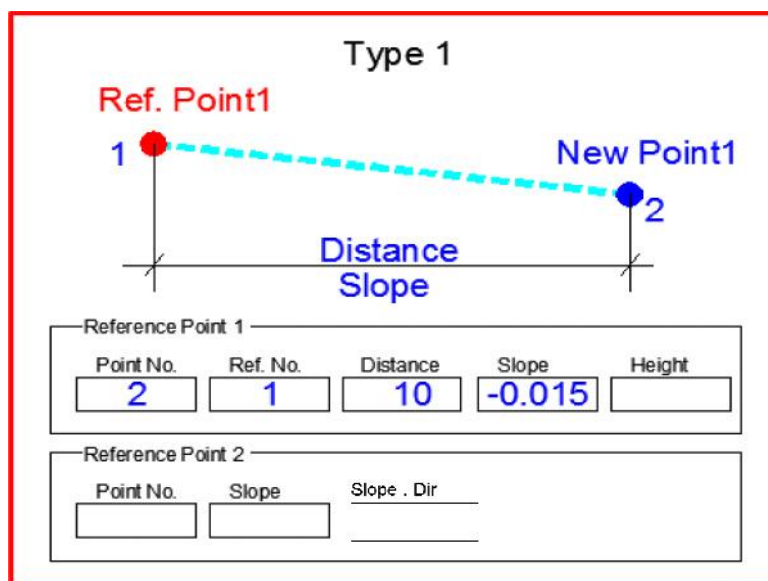 Type 1
Ref. Point1
1
New Point1
2
Distance
Slope
Reference Point 1
Point No. Ref. No. Distance Slope Height
2 1 10 -0.015
Reference Point 2
Point No. Slope Slope . Dir